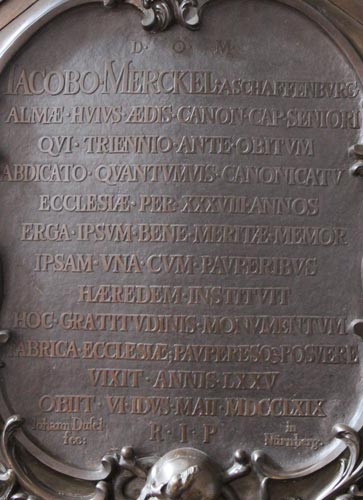 D · O · M
IACOBO · MERCKEL · ASCHAFFENBURG
ALMÆ · HVIVS · ÆDIS · CANON · CAP · SENIORI
QVI · TRIENNIO · ANTE · OBITVM
ABDICATO · QVANTVMVIS · CANONICATV
ECCLESIÆ · PER · XXXVIII · ANNOS
ERGA · IPSVM · BENE · MERITÆ · MEMOR
IPSAM · VNA · CVM · PAVPERIBVS
HÆREDEM · INSTITVIT
HOC · GRATITVDINIS · MONVMENTVM
FABRICA · ECCLESIÆ; PAVPERESQ; POSVERE
VIXIT · ANNIS · LXXV
OBIIT · VI · IDVS · MAII · MDCCLXIX
Johann
fec: R · I · P in Nürnberg.